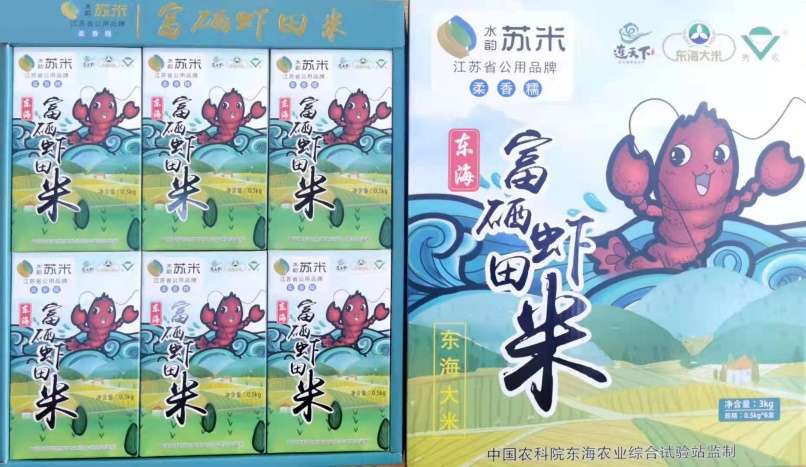 水韵苏米
江苏省公用品牌
柔香糯
富硒虾田米
水韵苏米
江苏省公用品牌
柔香糯
东海
富硒虾田米
净含量:0.5kg
水韵苏米
江苏省公用品牌
柔香糯
东海
富硒虾田米
净含量:0.5kg
水韵苏米
江苏省公用品牌
柔香糯
东海
富硒虾田米
净含量:0.5kg
水韵苏米
江苏省公用品牌
柔香糯
东海
富硒虾田米
净含量:0.5kg
水韵苏米
江苏省公用品牌
柔香糯
东海
富硒虾田米
净含量:0.5kg
水韵苏米
江苏省公用品牌
柔香糯
东海
富硒虾田米
净含量:0.5kg
水韵苏米
江苏省公用品牌
柔香糯
连天下
东海大米
东海
富硒虾田米
东海大米
净含量:3kg
规格:0.5kg*6盒
中国农科院东海农业综合试验站监制